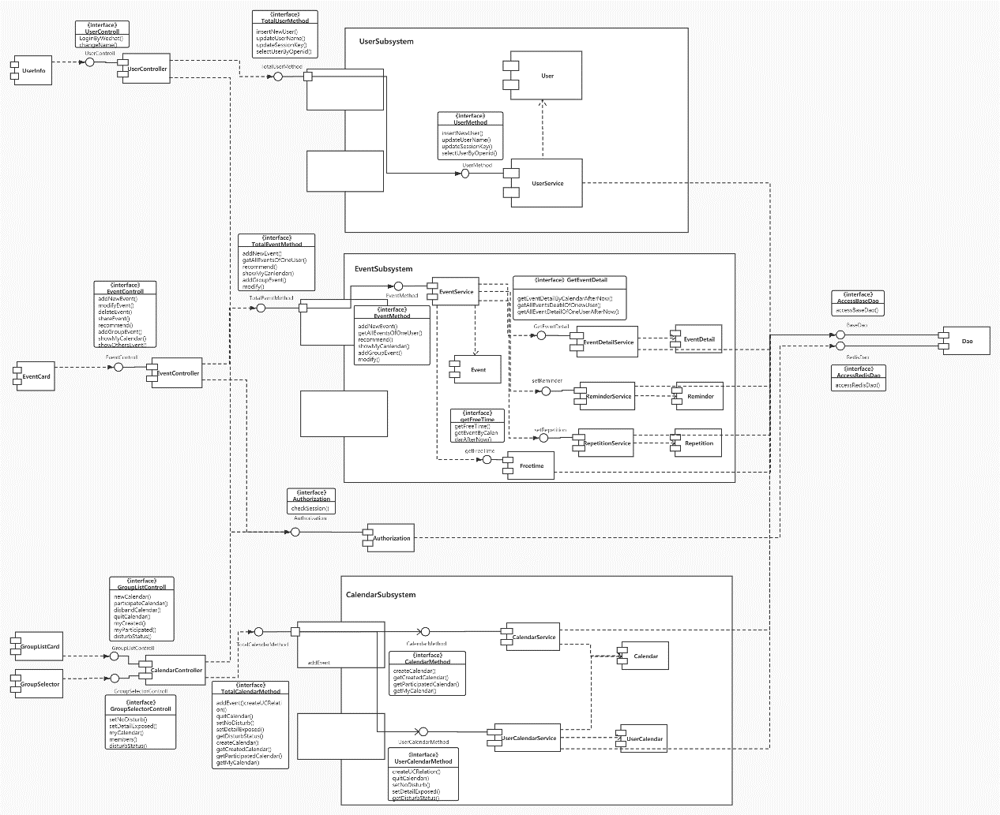 《interface》
UserControll
LoginByWechat()
changeName()
UserControll
UserInfo
UserController
《interface》
TotalUserMethod
insertNewUser()
updateUserName()
updateSessionKey()
selectUserByOpenid()
TotalUserMethod
UserSubsystem
User
《interface》
UserMethod
insertNewUser()
updateUserName()
updateSessionKey()
selectUserByOpenid()
UserMethod
UserService
《interface》
TotalEventMethod
addNewEvent()
getAllEventsOfOneUser()
recommend()
showMyCanlendar()
addGroupEvent()
modify()
TotalEventMethod
《interface》
EventControll
addNewEvent()
modifyEvent()
deleteEvent()
shareEvent()
recommend()
addGroupEvent()
showMyCalendar()
showOthersEvent()
EventControll
EventCard
EventController
EventSubsystem
EventMethod
EventService
《interface》
EventMethod
addNewEvent()
getAllEventsOfOneUser()
recommend()
showMyCanlendar()
addGroupEvent()
modify()
Event
《interface》 GetEventDetail
getEventDetailByCalendarAfterNow()
getAllEventsDeatilOfOnewUser()
getAllEventDetailOfOneUserAfterNow()
GetEventDetail
EventDetailService
EventDetail
setReminder
ReminderService
Reminder
《interface》
getFreeTime
getFreeTime()
getEventByCalen
darAfterNow()
setRepetition
RepetitionService
Repetition
getFreeTime
Freetime
《interface》
AccessBaseDao
accessBaseDao()
BaseDao
Dao
RedisDao
《interface》
AccessRedisDao
accessRedisDao()
《interface》
Authorization
checkSession()
Authorization
Authorization
《interface》
GroupListControll
newCalendar()
participateCalendar()
disbandCalendar()
quitCalendar()
myCreated()
myParticipated()
disturbStatus()
GroupListControll
GroupListCard
CalendarController
GroupSelector
GroupSelectorControll
《interface》
GroupSelectorControll
setNoDisturb()
setDetailExposed()
myCalendar()
members()
disturbStatus()
TotalCalendarMethod
《interface》
TotalCalendarMethod
addEvent()createUCRelati
on()
quitCalendar()
setNoDisturb()
setDetailExposed()
getDisturbStatus()
createCalendar()
getCreatedCalendar()
getParticipatedCalendar()
getMyCalendar()
CalendarSubsystem
addEvent
CalendarMethod
CalendarService
《interface》
CalendarMethod
createCalendar()
getCreatedCalendar()
getParticipatedCalendar()
getMyCalendar()
Calendar
UserCalendarMethod
UserCalendarService
UserCalendar
《interface》
UserCalendarMethod
createUCRelation()
quitCalendar()
setNoDisturb()
setDetailExposed()
getDisturbStatus()